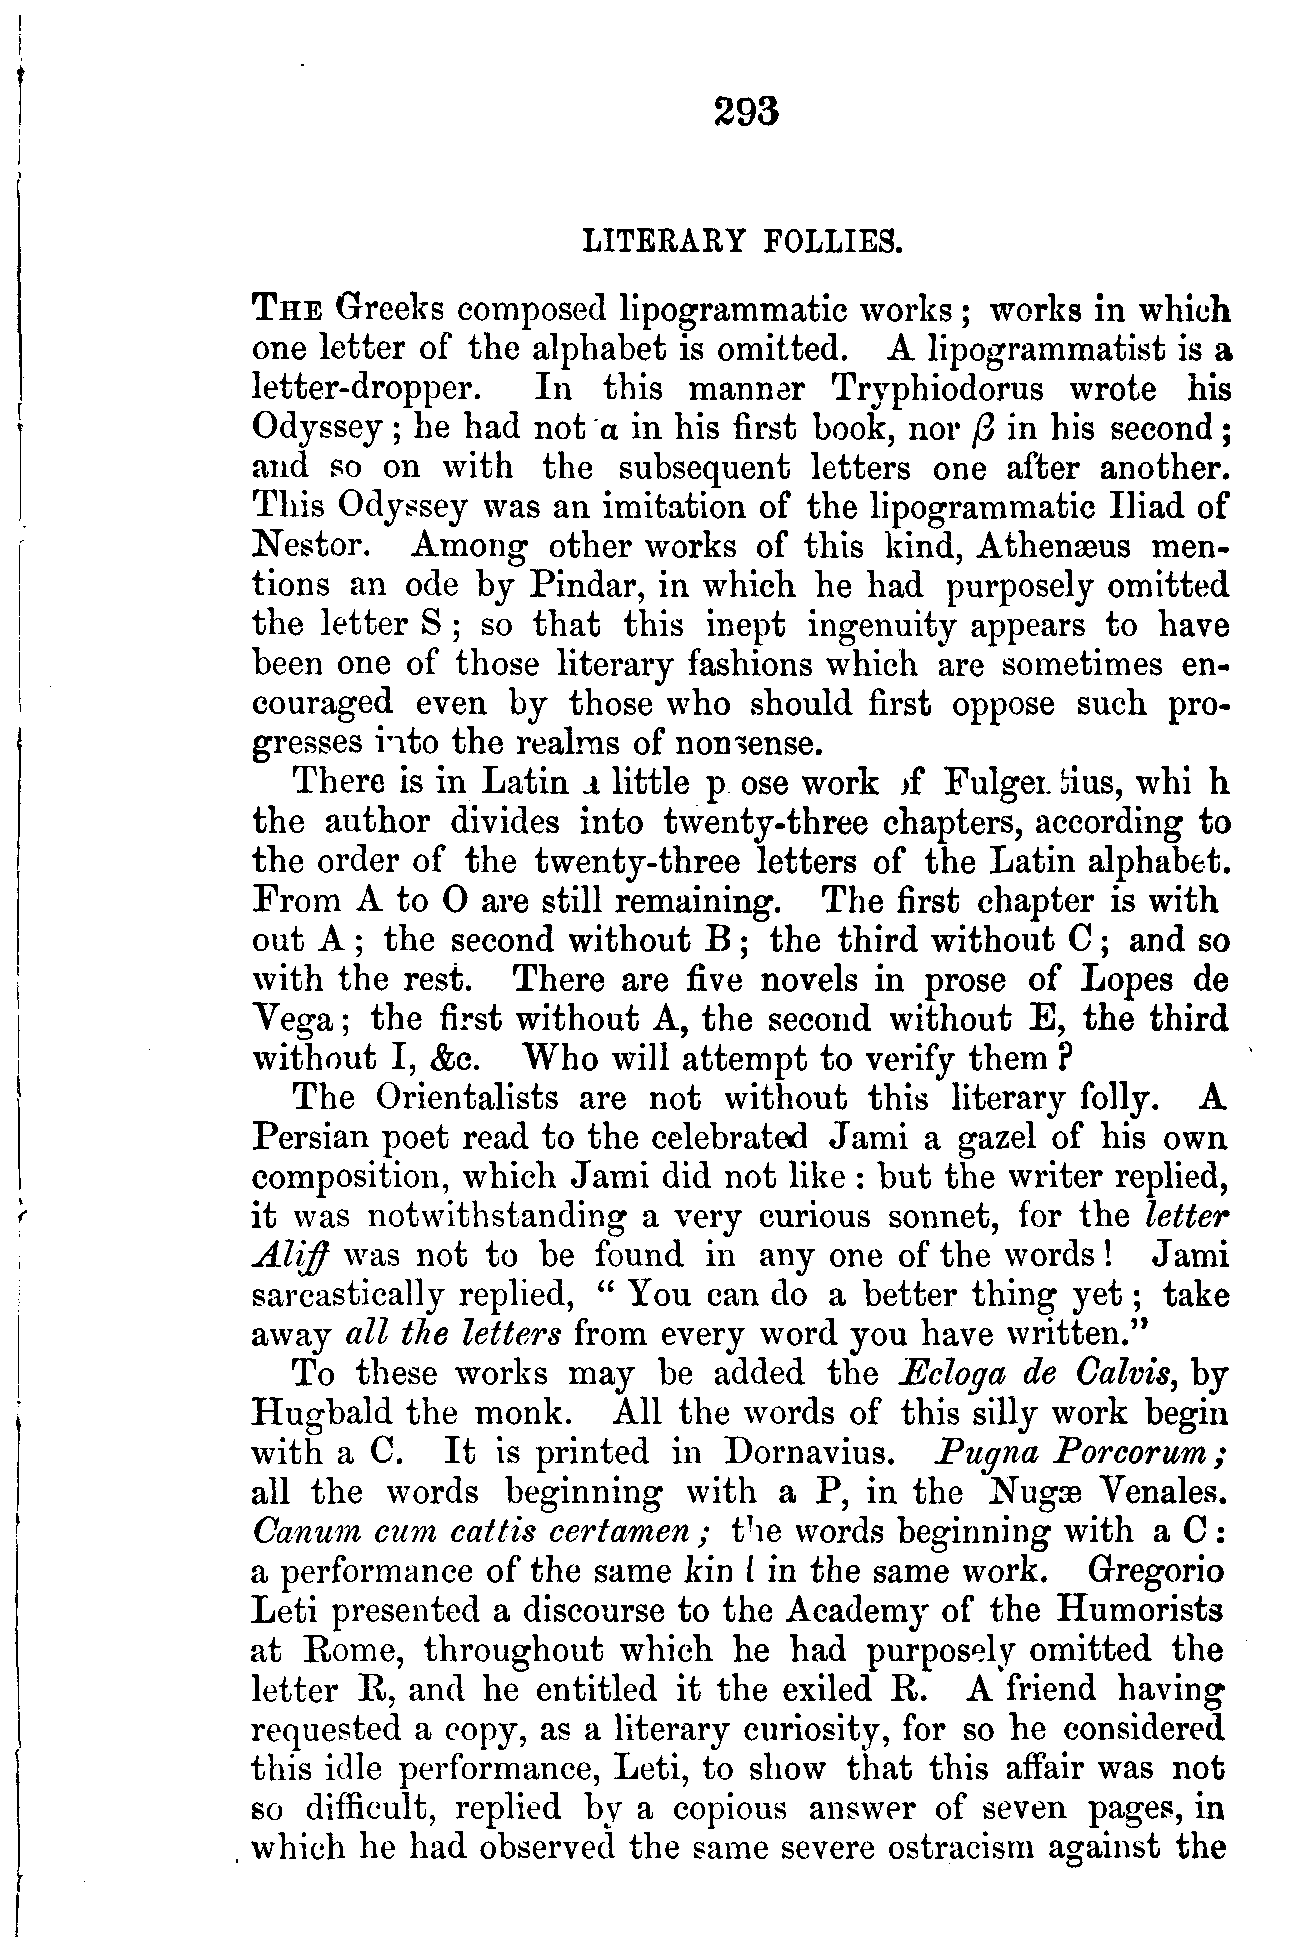 293
LITERARY FOLLIES.
THE Greeks composed lipogrammatic works; works in which
one letter of the alphabet is omitted. A lipogrammatist is a
letter-dropper. In this manner Tryphiodorus wrote his
Odyssey; he had not α in his first book, nor β in his second;
and so on with the subsequent letters one after another.
This Odyssey was an imitation of the lipogrammatic Iliad of
Nestor. Among other works of this kind, Athenæus men-
tions an ode by Pindar, in which he had purposely omitted
the letter S; so that this inept ingenuity appears to have
been one of those literary fashions which are sometimes en-
couraged even by those who should first oppose such pro-
gresses into the realms of nonsense.
There is in Latin a little prose work of Fulgentius, which
the author divides into twenty-three chapters, according to
the order of the twenty-three letters of the Latin alphabet.
From A to O are still remaining. The first chapter is with
out A; the second without B; the third without C; and so
with the rest. There are five novels in prose of Lopes de
Vega; the first without A, the second without E, the third
without I, &c. Who will attempt to verify them?
The Orientalists are not without this literary folly. A
Persian poet read to the celebrated Jami a gazel of his own
composition, which Jami did not like: but the writer replied,
it was notwithstanding a very curious sonnet, for the letter
Aliff was not to be found in any one of the words! Jami
sarcastically replied, "You can do a better thing yet; take
away all the letters from every word you have written."
To these works may be added the Ecloga de Calvis, by
Hugbald the monk. All the words of this silly work begin
with a C. It is printed in Dornavius. Pugna Porcorum;
all the words beginning with a P, in the Nugæ Venales.
Canum cum cattis certamen; the words beginning with a C:
a performance of the same kind in the same work. Gregorio
Leti presented a discourse to the Academy of the Humorists
at Rome, throughout which he had purposely omitted the
letter R, and he entitled it the exiled R. A friend having
requested a copy, as a literary curiosity, for so he considered
this idle performance, Leti, to show that this affair was not
so difficult, replied by a copious answer of seven pages, in
which he had observed the same severe ostracism against the